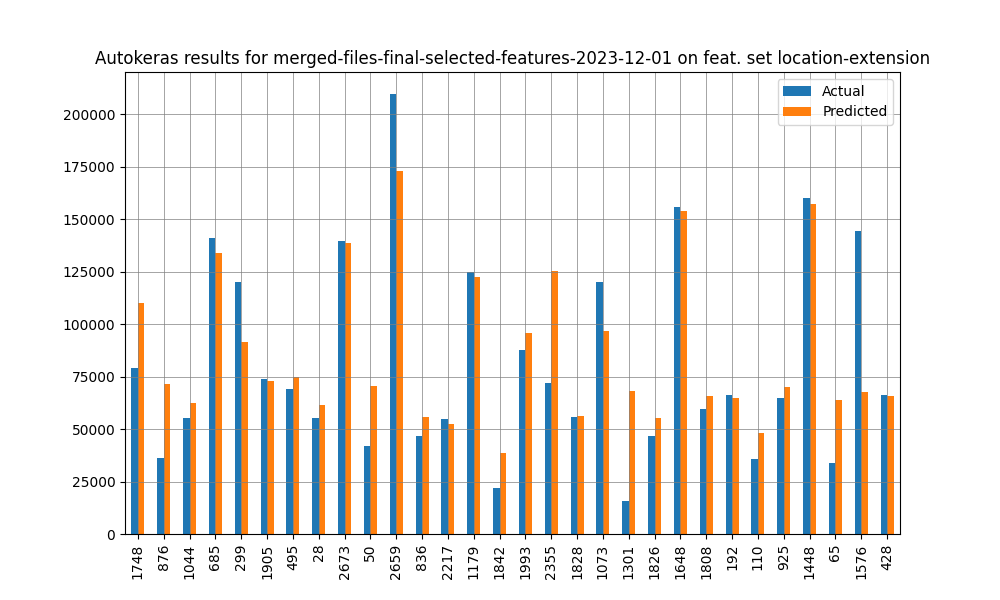 Autokeras results for merged-files-final-selected-features-2023-12-01 on feat. set location-extension
Actual
Predicted
200000
175000
150000
125000
100000
75000
50000
25000
0
1748 876 1044 685 299 1905 495 28 2673 50 2659 836 2217 1179 1842 1993 2355 1828 1073 1301 1826 1648 1808 192 110 925 1448 65 1576 428